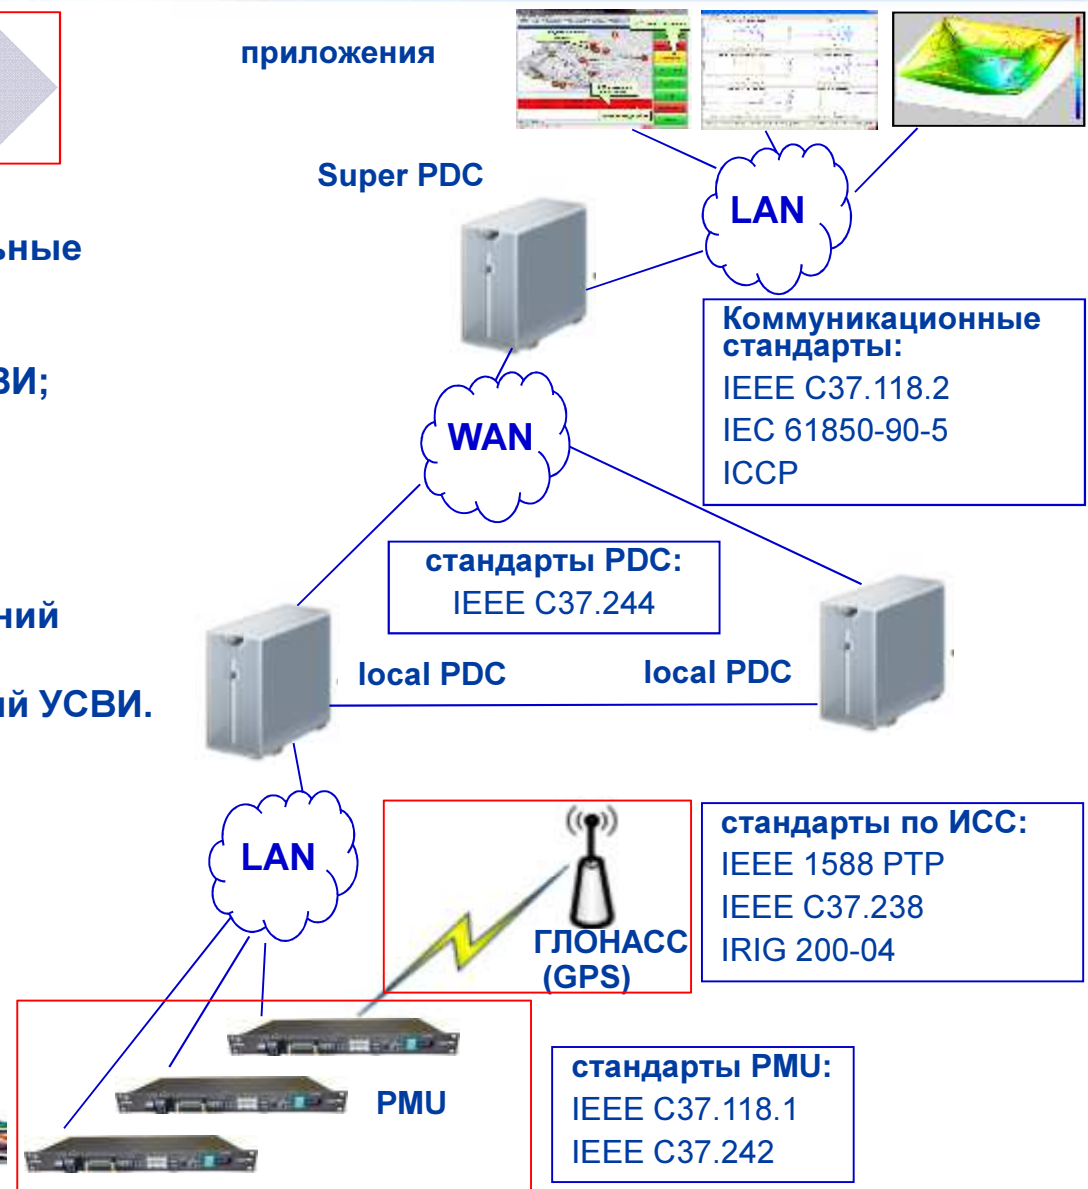 приложения
Super PDC
LAN
ьные
Коммуникационные
стандарты:
IEEE C37.118.2
IEC 61850-90-5
ICCP
ВИ;
WAN
стандарты PDC:
IEEE C37.244
ний
local PDC
local PDC
ий УСВИ.
LAN
стандарты по ИСС:
IEEE 1588 PTP
IEEE C37.238
IRIG 200-04
ГЛОНАСС
(GPS)
PMU
стандарты PMU:
IEEE C37.118.1
IEEE C37.242